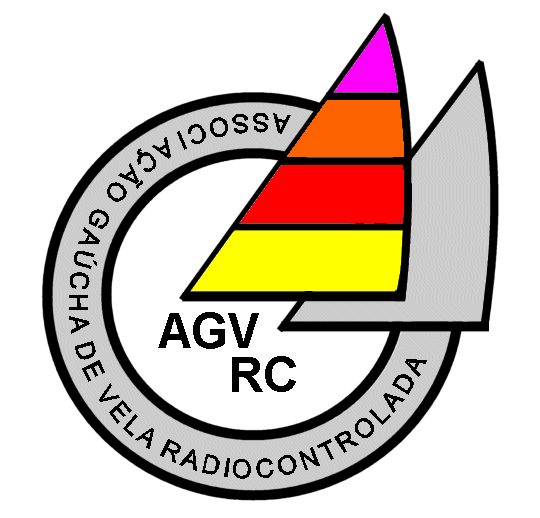 ASSOCIAÇÃO GAÚCHA DE VELA RADIOCONTROLADA
AGV
RC